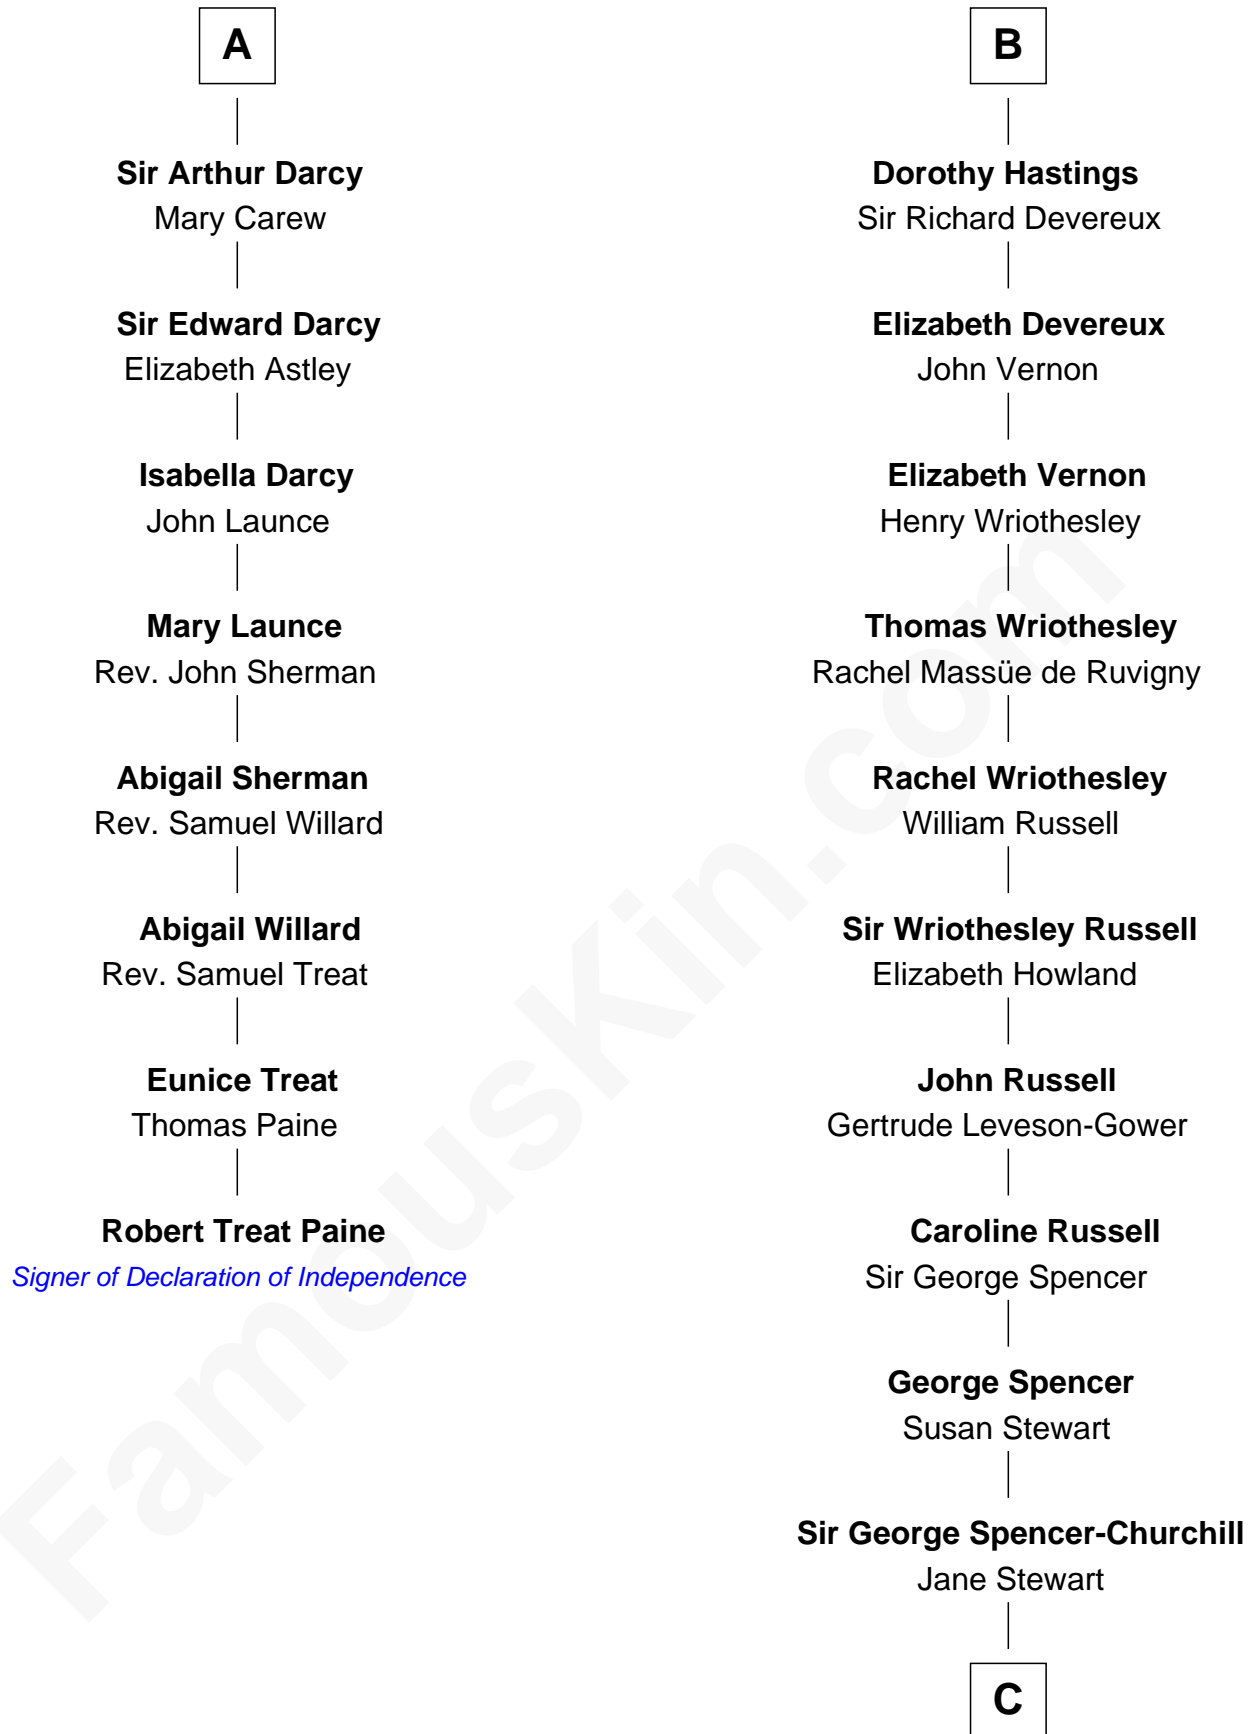 A
Sir Arthur Darcy
Mary Carew
Sir Edward Darcy
Elizabeth Astley
Isabella Darcy
John Launce
Mary Launce
Rev. John Sherman
Abigail Sherman
Rev. Samuel Willard
Abigail Willard
Rev. Samuel Treat
Eunice Treat
Thomas Paine
Robert Treat Paine
Signer of Declaration of Independence
B
Dorothy Hastings
Sir Richard Devereux
Elizabeth Devereux
John Vernon
Elizabeth Vernon
Henry Wriothesley
Thomas Wriothesley
Rachel Massüe de Ruvigny
Rachel Wriothesley
William Russell
Sir Wriothesley Russell
Elizabeth Howland
John Russell
Gertrude Leveson-Gower
Caroline Russell
Sir George Spencer
George Spencer
Susan Stewart
Sir George Spencer-Churchill
Jane Stewart
C
FamousKin.com